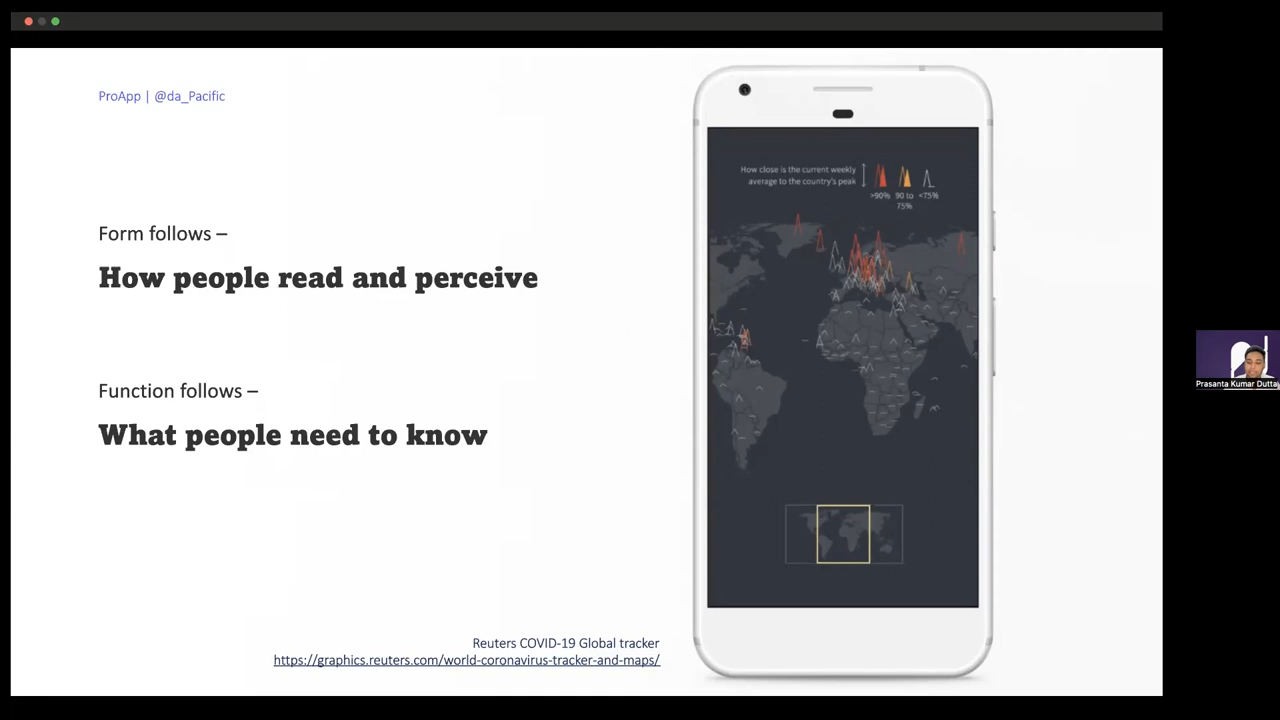 ProApp | @da_Pacific
Form follows –
How people read and perceive
Function follows –
What people need to know
Reuters COVID-19 Global tracker
https://graphics.reuters.com/world-coronavirus-tracker-and-maps/
How close is the current weekly
average to the country's peak
>90% 90 to <75%
75%
Prasanta Kumar Dutta